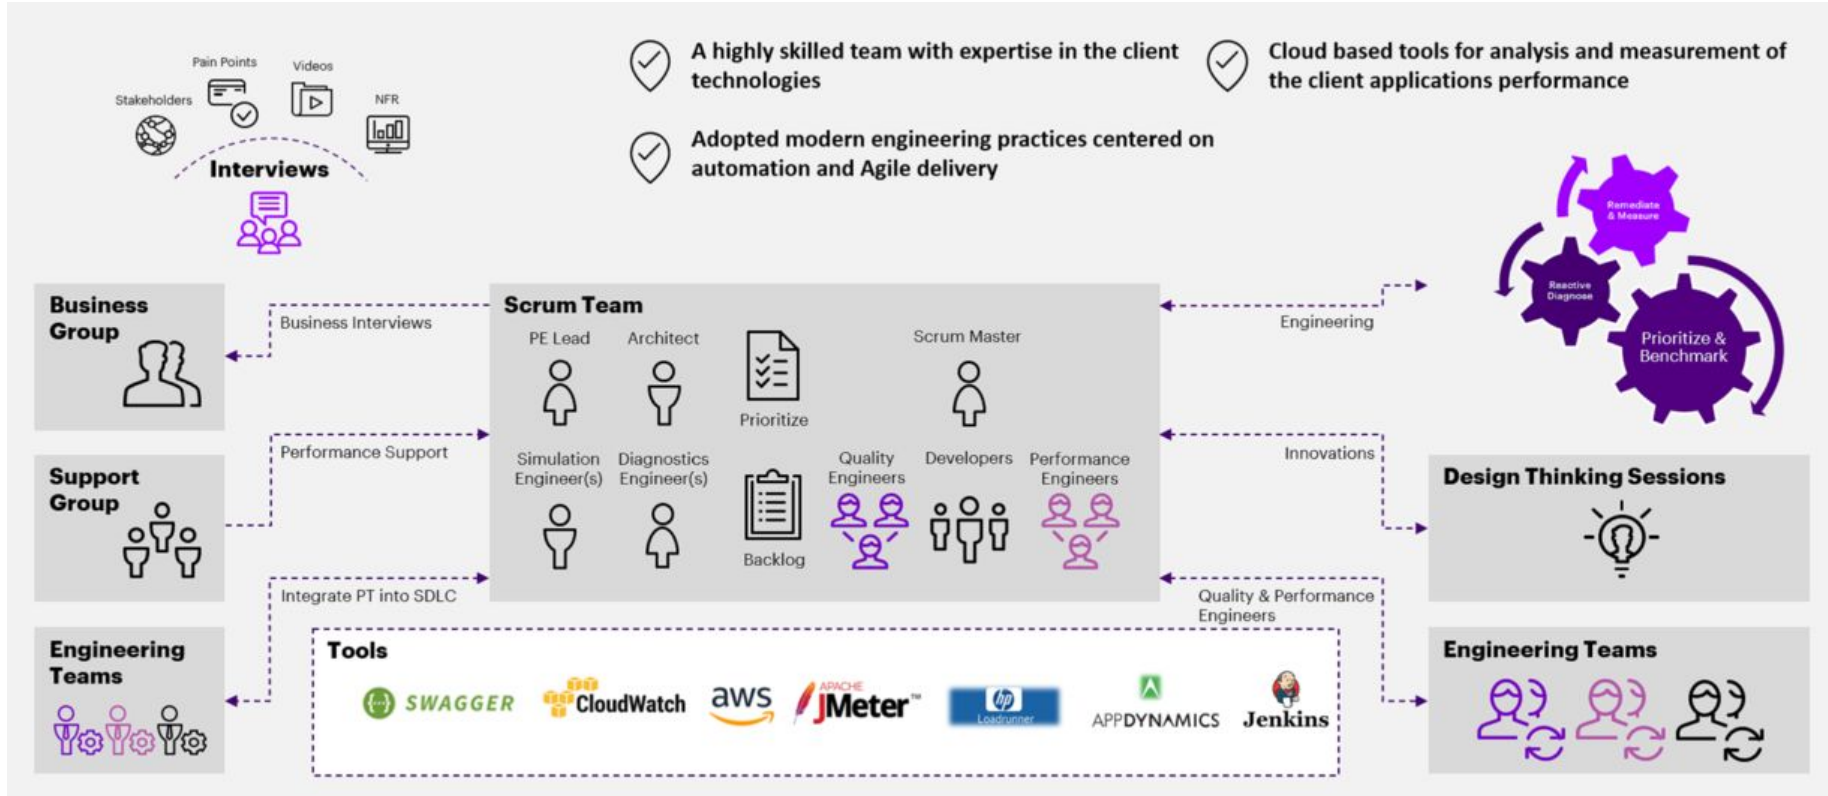 Pain Points
Videos
Stakeholders
NFR
Interviews
A highly skilled team with expertise in the client
technologies
Adopted modern engineering practices centered on
automation and Agile delivery
Cloud based tools for analysis and measurement of
the client applications performance
Remediate
& Measure
Reactive
Diagnose
Prioritize &
Benchmark
Business
Group
Business Interviews
Support
Group
Performance Support
Engineering
Teams
Integrate PT into SDLC
Scrum Team
PE Lead
Architect
Prioritize
Scrum Master
Simulation
Engineer(s)
Diagnostics
Engineer(s)
Backlog
Quality
Engineers
Developers
Performance
Engineers
Engineering
Innovations
Quality & Performance
Engineers
Design Thinking Sessions
Engineering Teams
Tools
{···} SWAGGER
CloudWatch
aws
APACHE
JMeter™
hp
Loadrunner
APPDYNAMICS
Jenkins